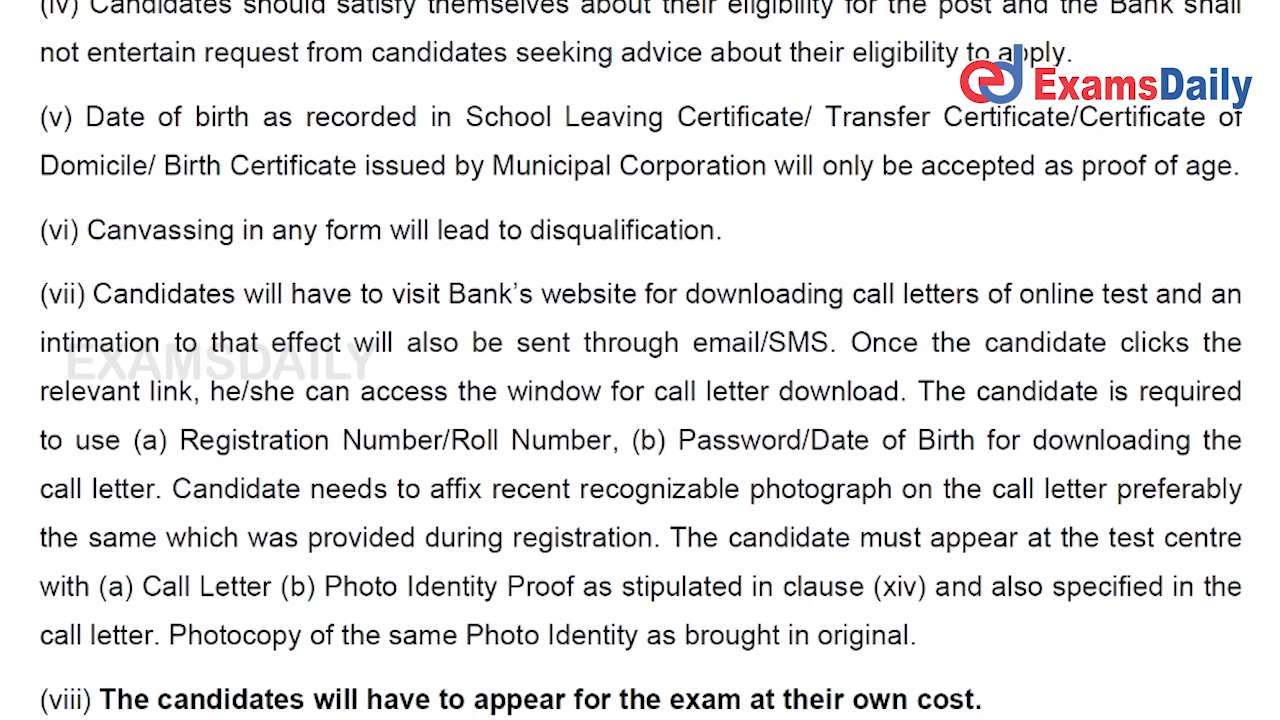 (iv) Candidates should satisfy themselves about their eligibility for the post and the Bank shall
not entertain request from candidates seeking advice about their eligibility to apply.
ExamsDaily
(v) Date of birth as recorded in School Leaving Certificate/ Transfer Certificate/Certificate of
Domicile/ Birth Certificate issued by Municipal Corporation will only be accepted as proof of age.
(vi) Canvassing in any form will lead to disqualification.
(vii) Candidates will have to visit Bank’s website for downloading call letters of online test and an
intimation to that effect will also be sent through email/SMS. Once the candidate clicks the
EXAMSDAILY
relevant link, he/she can access the window for call letter download. The candidate is required
to use (a) Registration Number/Roll Number, (b) Password/Date of Birth for downloading the
call letter. Candidate needs to affix recent recognizable photograph on the call letter preferably
the same which was provided during registration. The candidate must appear at the test centre
with (a) Call Letter (b) Photo Identity Proof as stipulated in clause (xiv) and also specified in the
call letter. Photocopy of the same Photo Identity as brought in original.
(viii) The candidates will have to appear for the exam at their own cost.